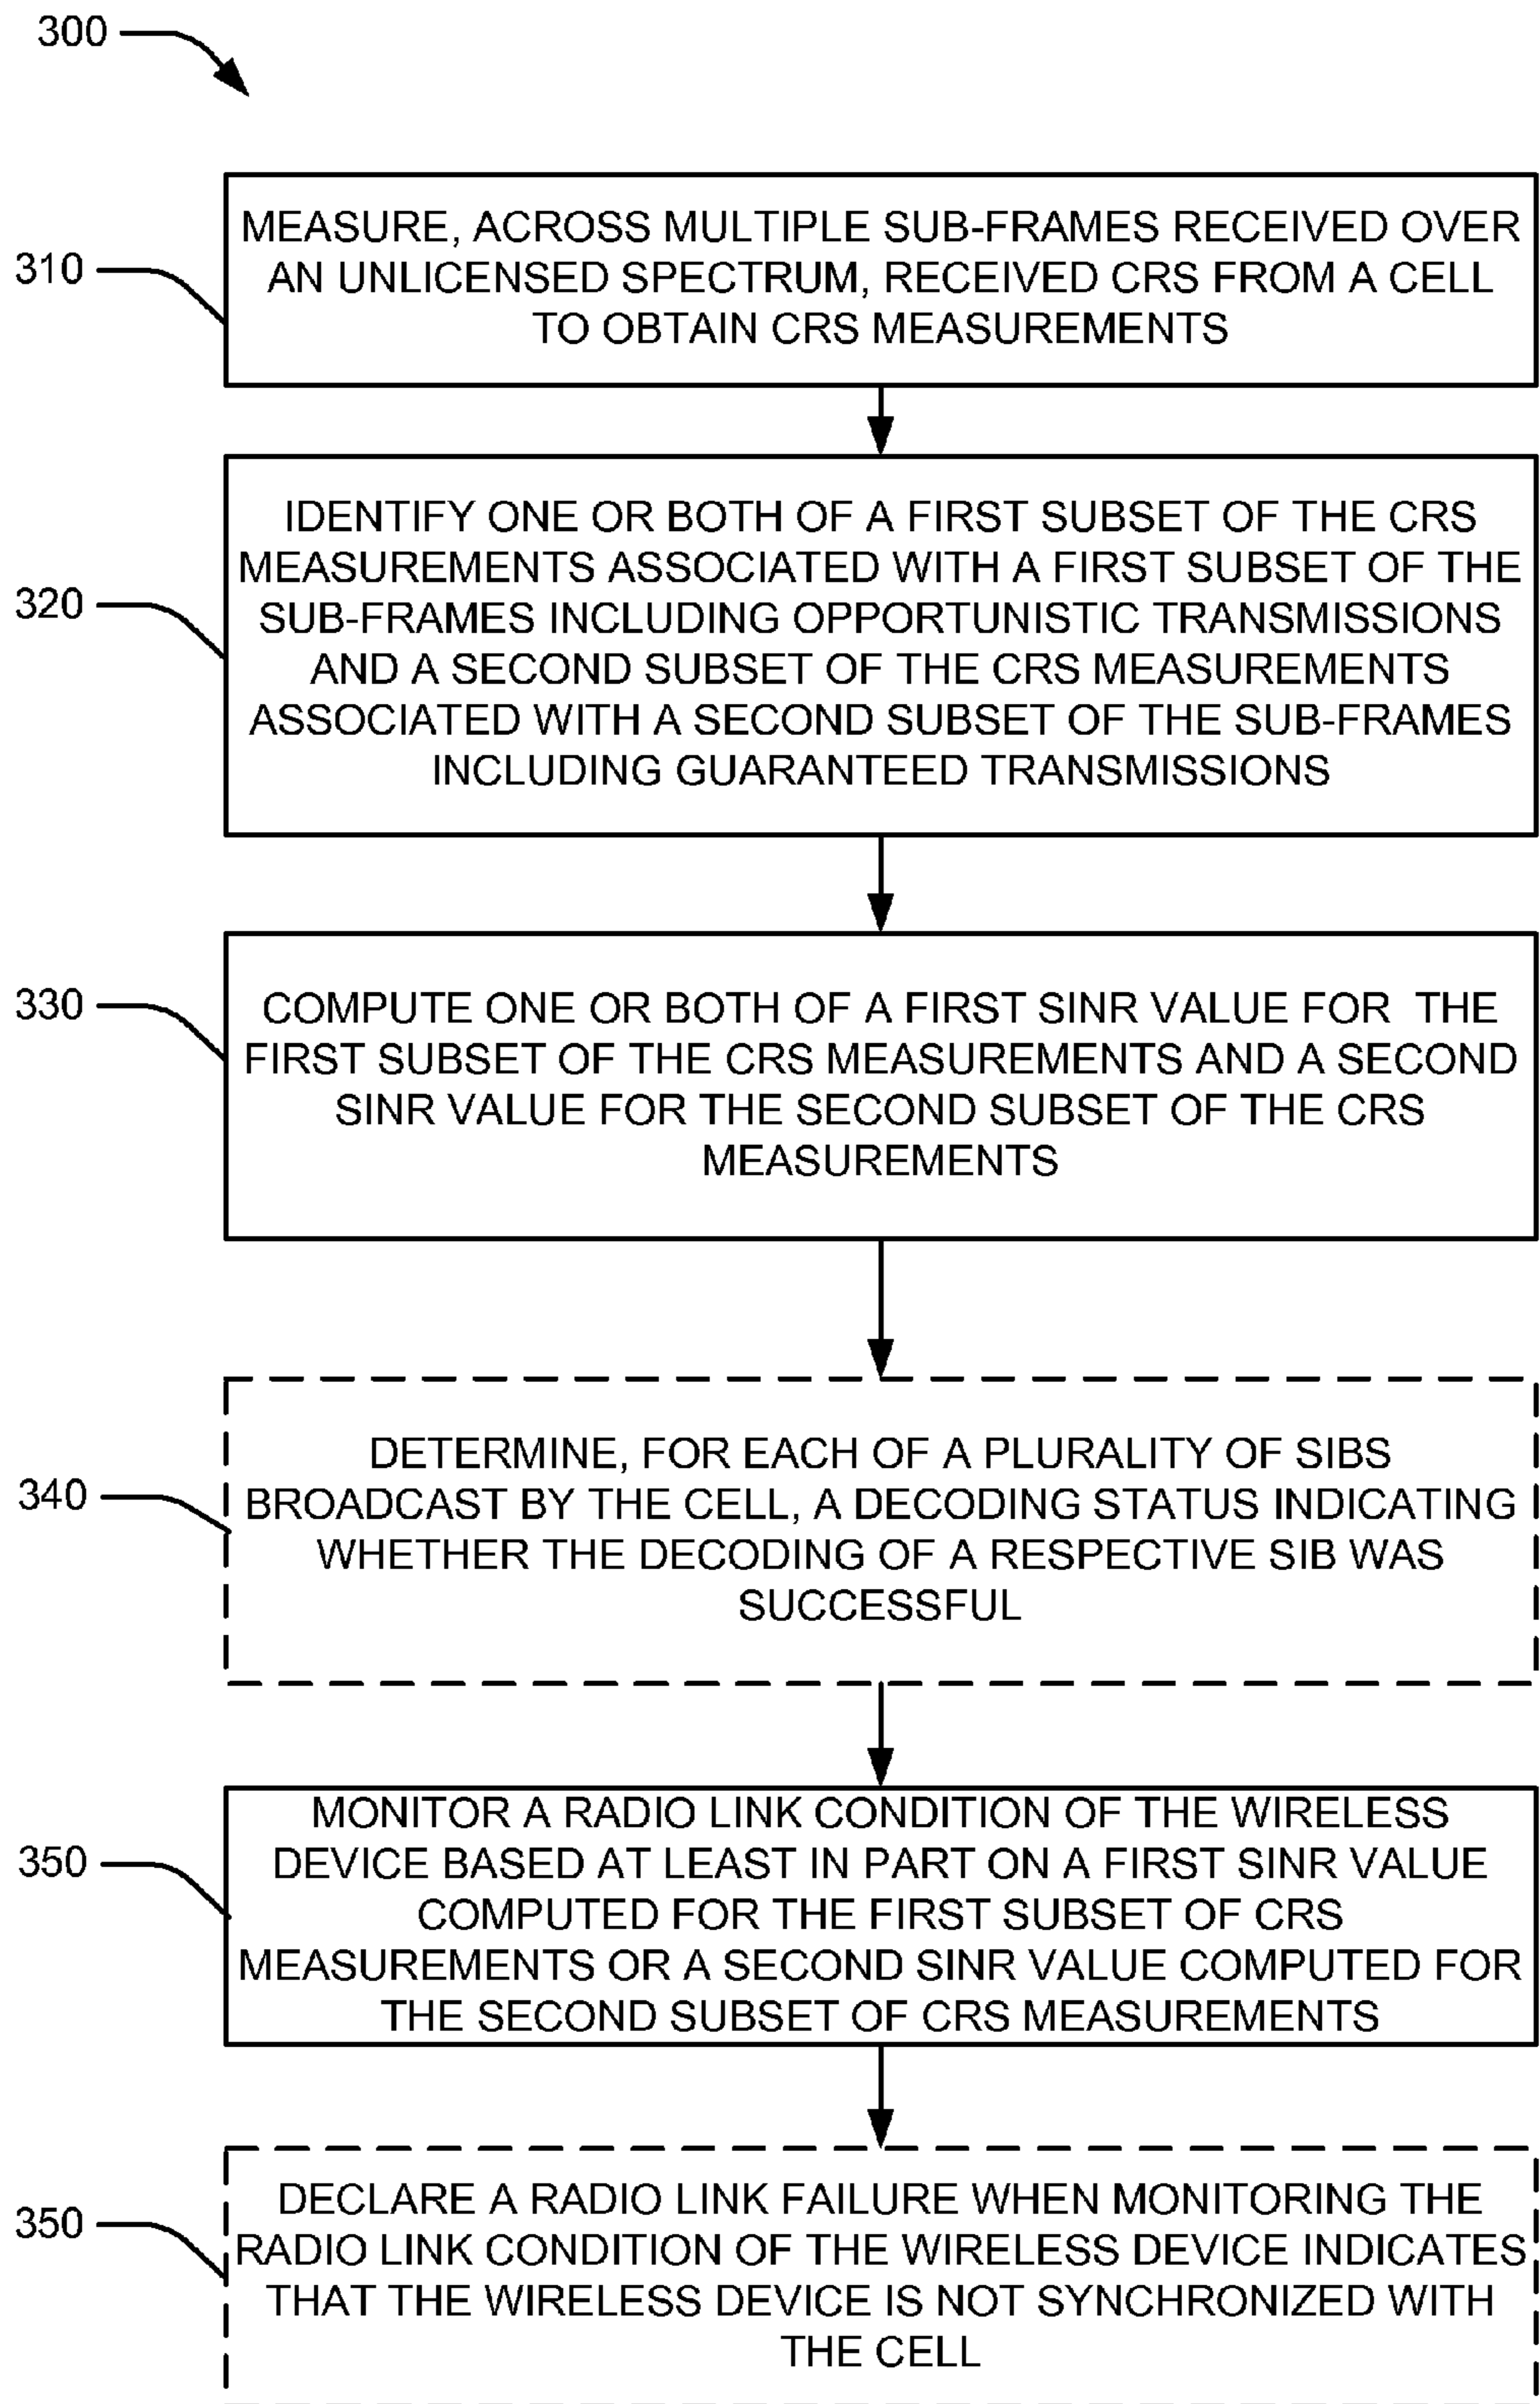 300
310
MEASURE, ACROSS MULTIPLE SUB-FRAMES RECEIVED OVER
AN UNLICENSED SPECTRUM, RECEIVED CRS FROM A CELL
TO OBTAIN CRS MEASUREMENTS
320
IDENTIFY ONE OR BOTH OF A FIRST SUBSET OF THE CRS
MEASUREMENTS ASSOCIATED WITH A FIRST SUBSET OF THE
SUB-FRAMES INCLUDING OPPORTUNISTIC TRANSMISSIONS
AND A SECOND SUBSET OF THE CRS MEASUREMENTS
ASSOCIATED WITH A SECOND SUBSET OF THE SUB-FRAMES
INCLUDING GUARANTEED TRANSMISSIONS
330
COMPUTE ONE OR BOTH OF A FIRST SINR VALUE FOR THE
FIRST SUBSET OF THE CRS MEASUREMENTS AND A SECOND
SINR VALUE FOR THE SECOND SUBSET OF THE CRS
MEASUREMENTS
340
DETERMINE, FOR EACH OF A PLURALITY OF SIBS
BROADCAST BY THE CELL, A DECODING STATUS INDICATING
WHETHER THE DECODING OF A RESPECTIVE SIB WAS
SUCCESSFUL
350
MONITOR A RADIO LINK CONDITION OF THE WIRELESS
DEVICE BASED AT LEAST IN PART ON A FIRST SINR VALUE
COMPUTED FOR THE FIRST SUBSET OF CRS
MEASUREMENTS OR A SECOND SINR VALUE COMPUTED FOR
THE SECOND SUBSET OF CRS MEASUREMENTS
350
DECLARE A RADIO LINK FAILURE WHEN MONITORING THE
RADIO LINK CONDITION OF THE WIRELESS DEVICE INDICATES
THAT THE WIRELESS DEVICE IS NOT SYNCHRONIZED WITH
THE CELL